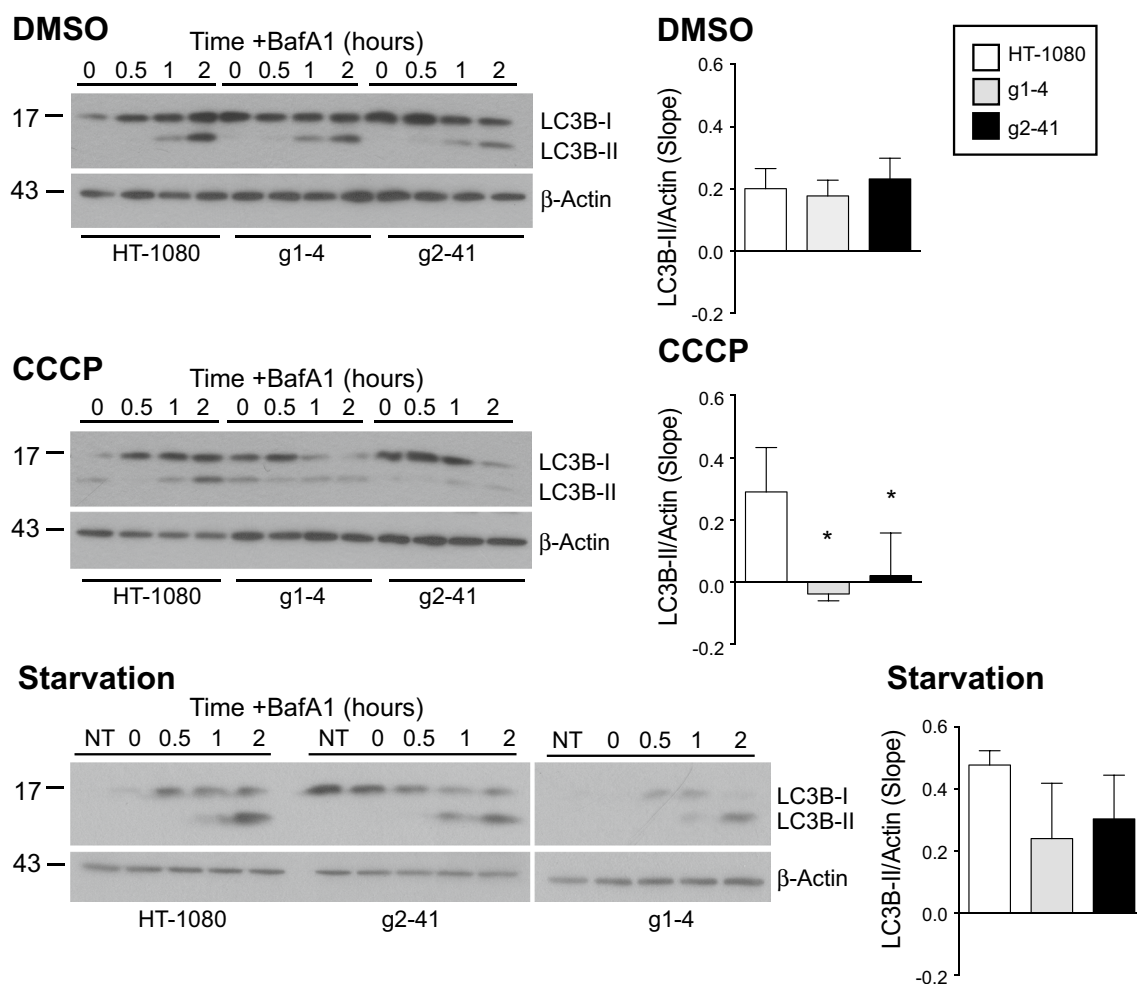 DMSO
Time +BafA1 (hours)
0 0.5 1 2 0 0.5 1 2 0 0.5 1 2
17
LC3B-I
LC3B-II
43
β-Actin
HT-1080 g1-4 g2-41
DMSO
0.6
0.4
0.2
0.0
-0.2
LC3B-II/Actin (Slope)
HT-1080
g1-4
g2-41
CCCP
Time +BafA1 (hours)
0 0.5 1 2 0 0.5 1 2 0 0.5 1 2
17
LC3B-I
LC3B-II
43
β-Actin
HT-1080 g1-4 g2-41
CCCP
0.6
0.4
0.2
0.0
-0.2
LC3B-II/Actin (Slope)
* *
Starvation
Time +BafA1 (hours)
NT 0 0.5 1 2 NT 0 0.5 1 2 NT 0 0.5 1 2
17
LC3B-I
LC3B-II
43
β-Actin
HT-1080 g2-41 g1-4
Starvation
0.6
0.4
0.2
0.0
-0.2
LC3B-II/Actin (Slope)